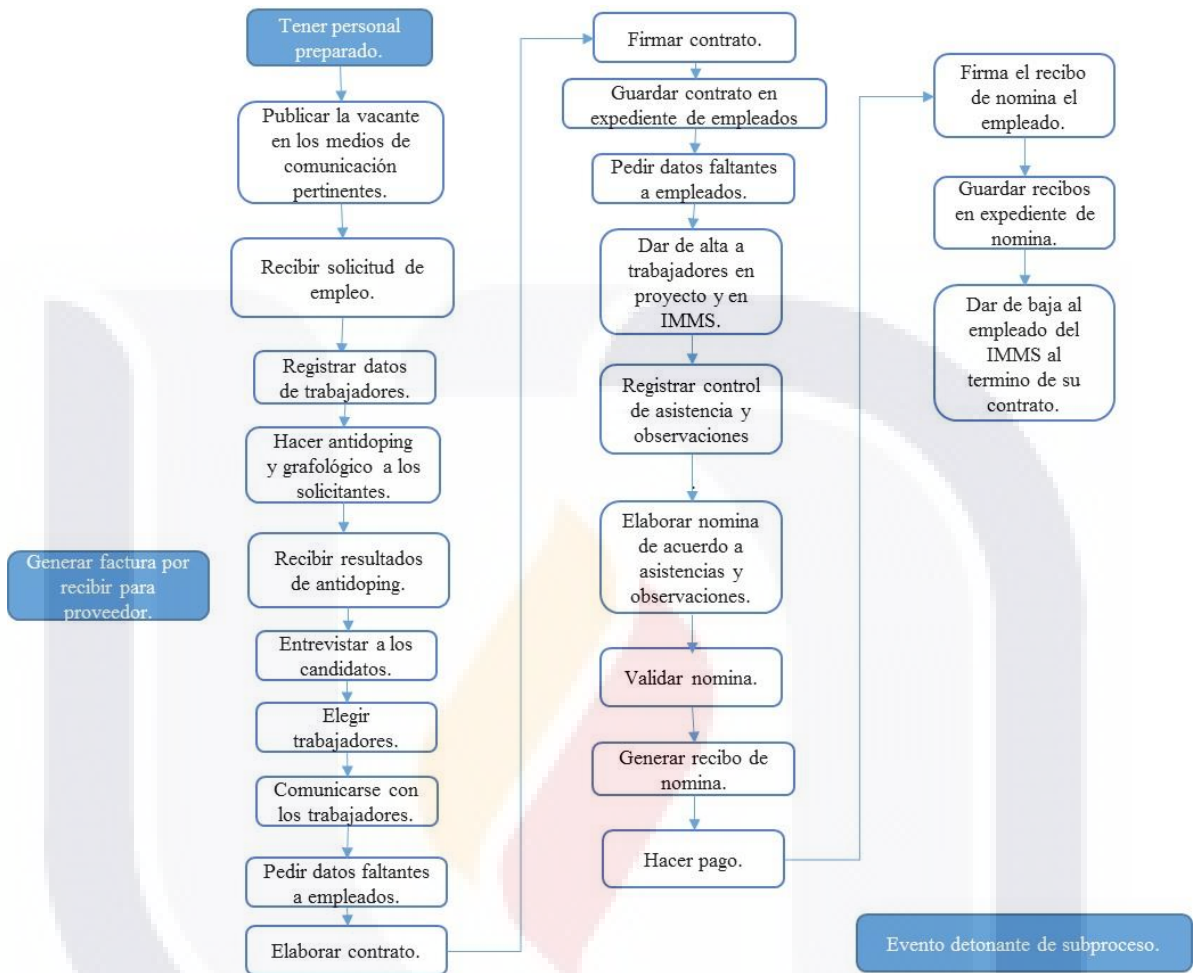 Tener personal
preparado.
Publicar la vacante
en los medios de
comunicación
pertinentes.
Recibir solicitud de
empleo.
Registrar datos
de trabajadores.
Hacer antidoping
y grafológico a los
solicitantes.
Generar factura por
recibir para
proveedor.
Recibir resultados
de antidoping.
Entrevistar a los
candidatos.
Elegir
trabajadores.
Comunicarse con
los trabajadores.
Pedir datos faltantes
a empleados.
Elaborar contrato.
Firmar contrato.
Guardar contrato en
expediente de empleados
Pedir datos faltantes
a empleados.
Dar de alta a
trabajadores en
proyecto y en
IMMS.
Registrar control
de asistencia y
observaciones
.
Elaborar nomina
de acuerdo a
asistencias y
observaciones.
Validar nomina.
Generar recibo de
nomina.
Hacer pago.
Firma el recibo
de nomina el
empleado.
Guardar recibos
en expediente de
nomina.
Dar de baja al
empleado del
IMMS al
termino de su
contrato.
Evento detonante de subproceso.